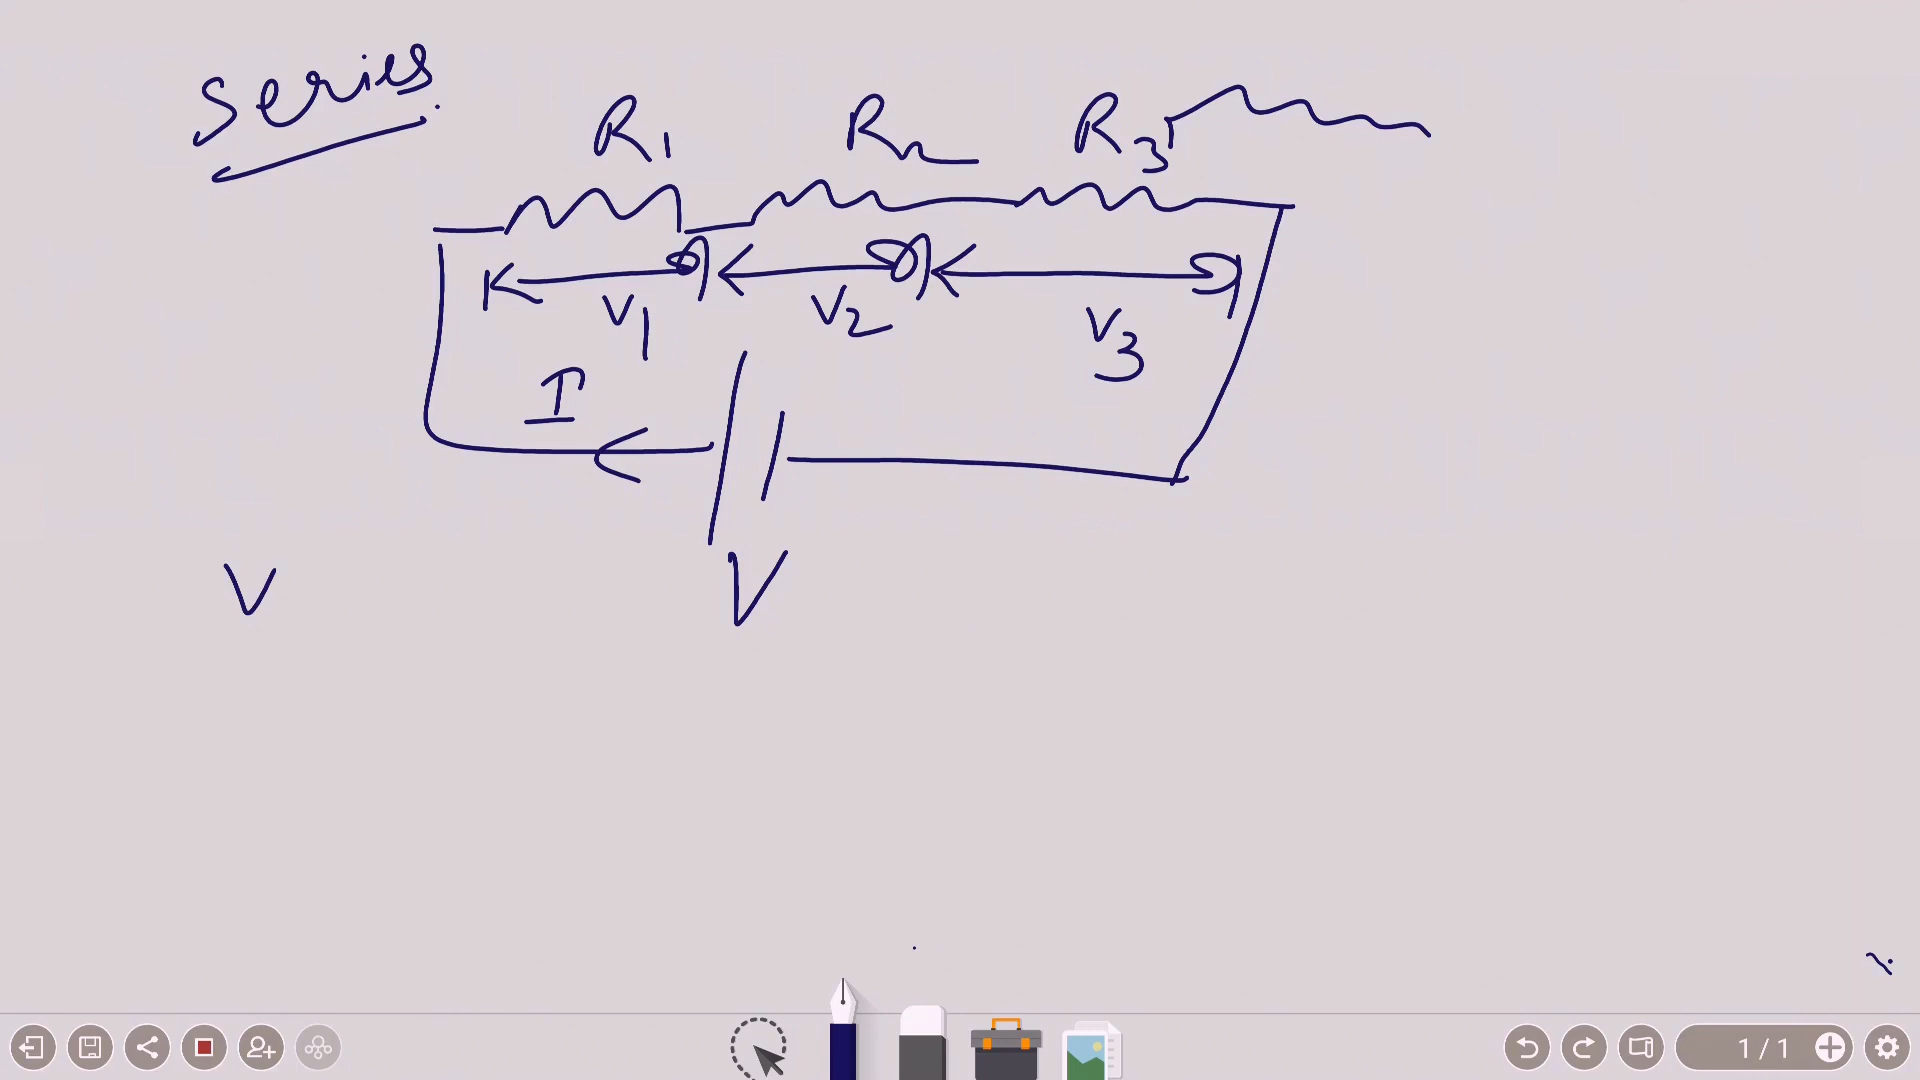 Series
R1 R2 R3
V1 V2 V3
I
V V
1 / 1